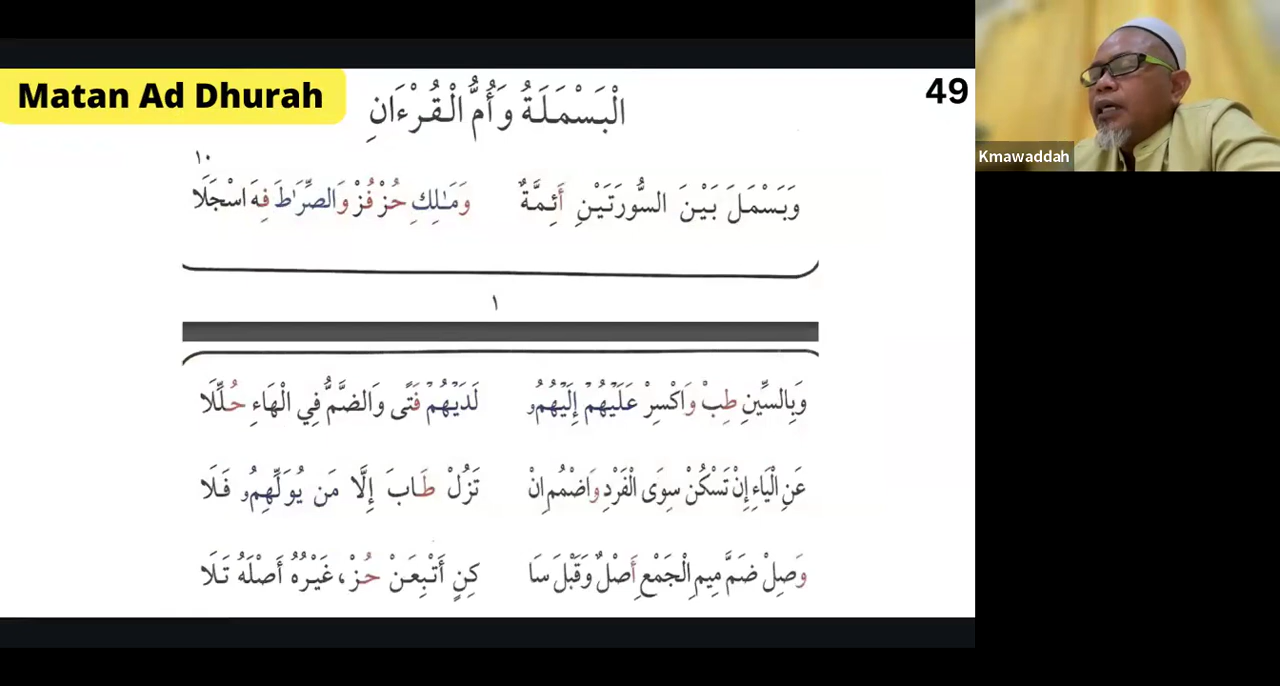 Matan Ad Dhurah
49
الْبَسْمَلَةُ وَأُمُّ الْقُرْءَانِ
Kmawaddah
١٠
وَبَسْمَلَ بَيْنَ السُّورَتَيْنِ أَئِمَّةٌ وَمَـٰلِكِ حُزْ فُزْ وَالصِّرَٰطَ فِهَ اسْجَلَا
١
وَبِالسِّينِ طِبْ وَاكْسِرْ عَلَيْهُمْ إِلَيْهُمُۥ لَدَيْهُمْ فَتًى وَالضَّمُّ فِي الْهَاءِ حُلِّلَا
عَنِ الْيَاءِ إِنْ تَسْكُنْ سِوَى الْفَرْدِ وَاضْمُمِ انْ تَزُلْ طَابَ إِلَّا مَن يُوَلِّهِمُۥ فَلَا
وَصِلْ ضَمَّ مِيمِ الْجَمْعِ أَصْلٌ وَقَبْلَ سَا كِنٍ أَتْبِعَنْ حُزْ، غَيْرُهُ أَصْلَهُ تَلَا